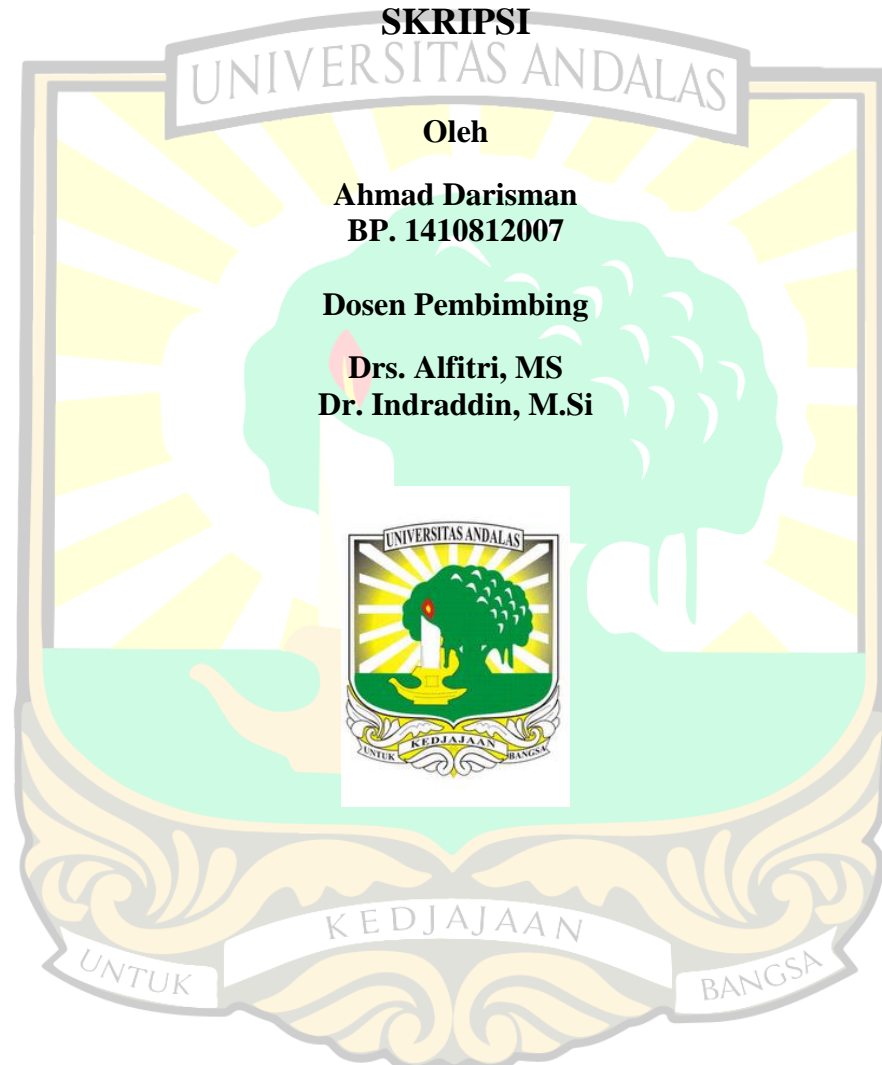 SKRIPSI
UNIVERSITAS ANDALAS
Oleh
Ahmad Darisman
BP. 1410812007
Dosen Pembimbing
Drs. Alfitri, MS
Dr. Indraddin, M.Si
UNIVERSITAS ANDALAS
KEDJAJAAN
UNTUK BANGSA
KEDJAJAAN
UNTUK BANGSA